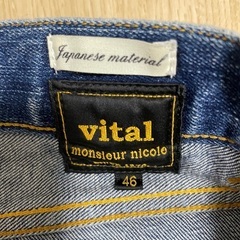 Japanese material
vital
monsieur nicole
46